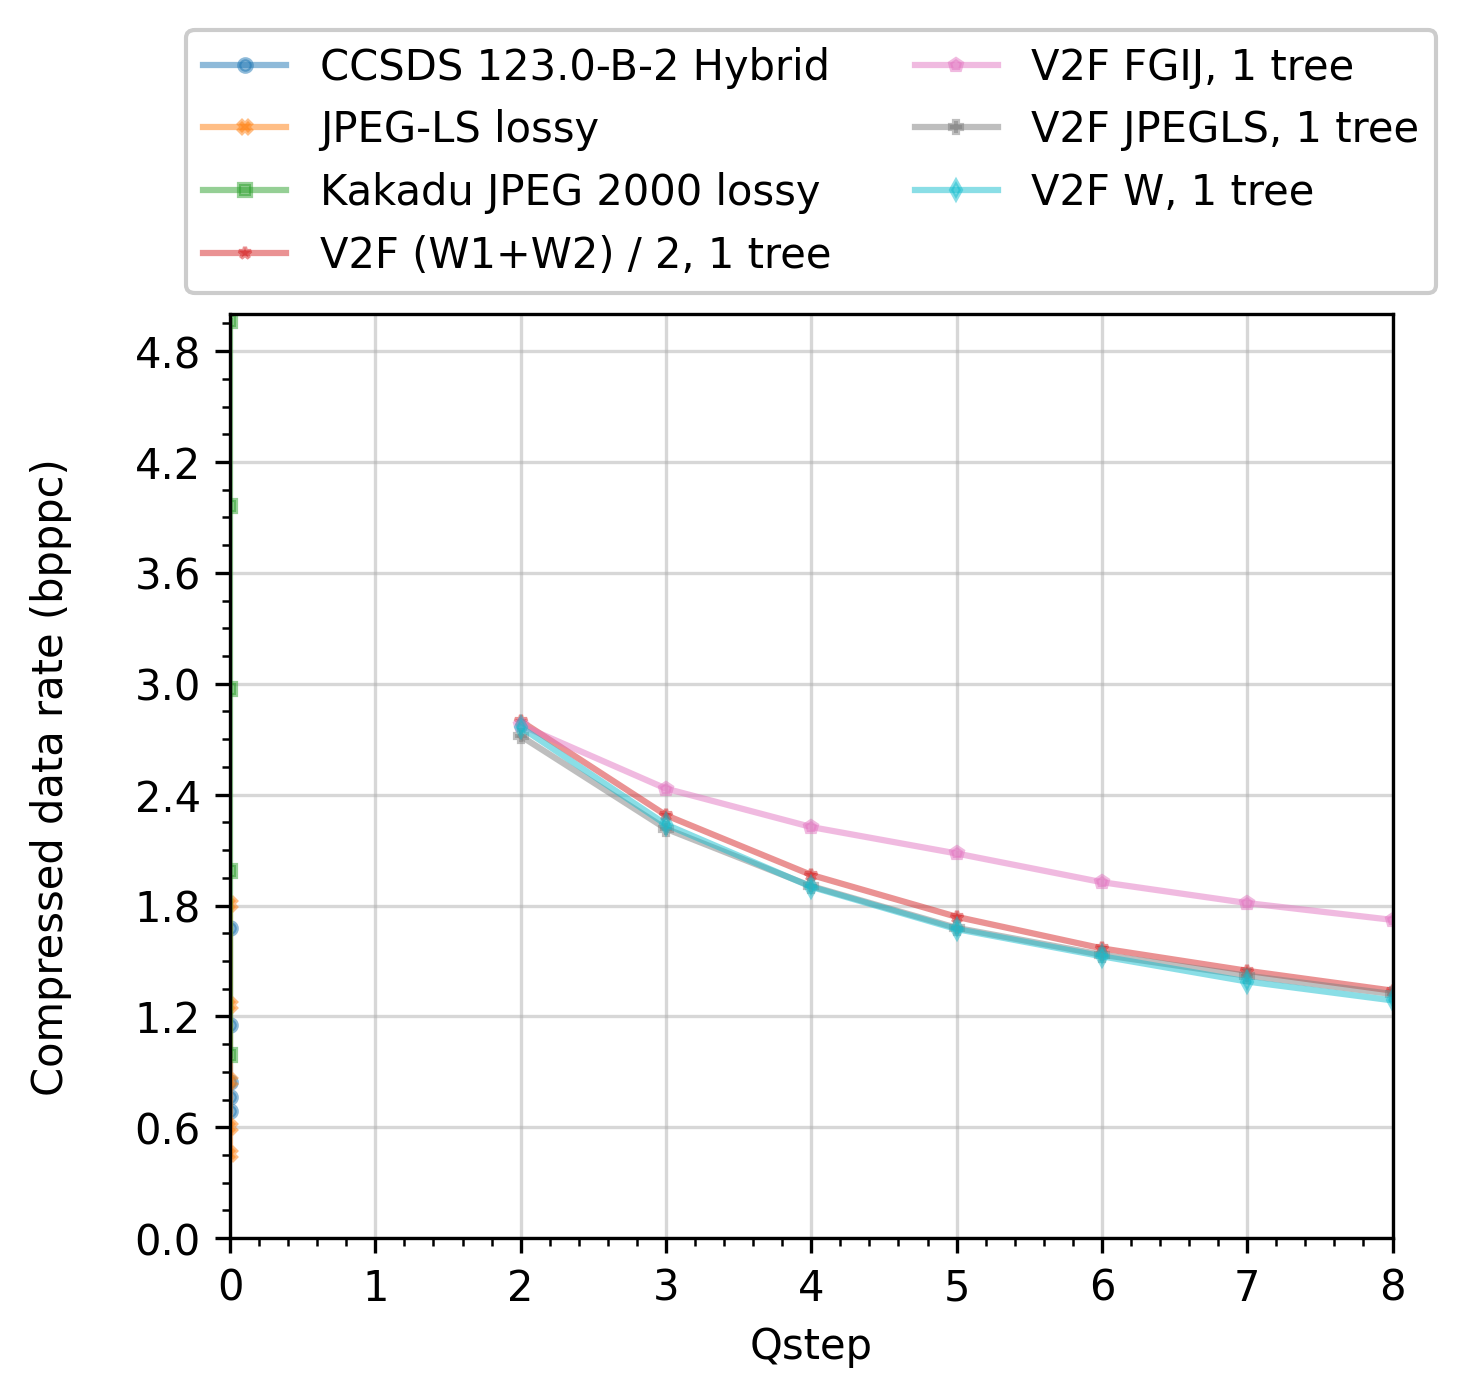 CCSDS 123.0-B-2 Hybrid
JPEG-LS lossy
Kakadu JPEG 2000 lossy
V2F (W1+W2) / 2, 1 tree
V2F FGIJ, 1 tree
V2F JPEGLS, 1 tree
V2F W, 1 tree
Compressed data rate (bpppc)
4.8
4.2
3.6
3.0
2.4
1.8
1.2
0.6
0.0
0 1 2 3 4 5 6 7 8
Qstep